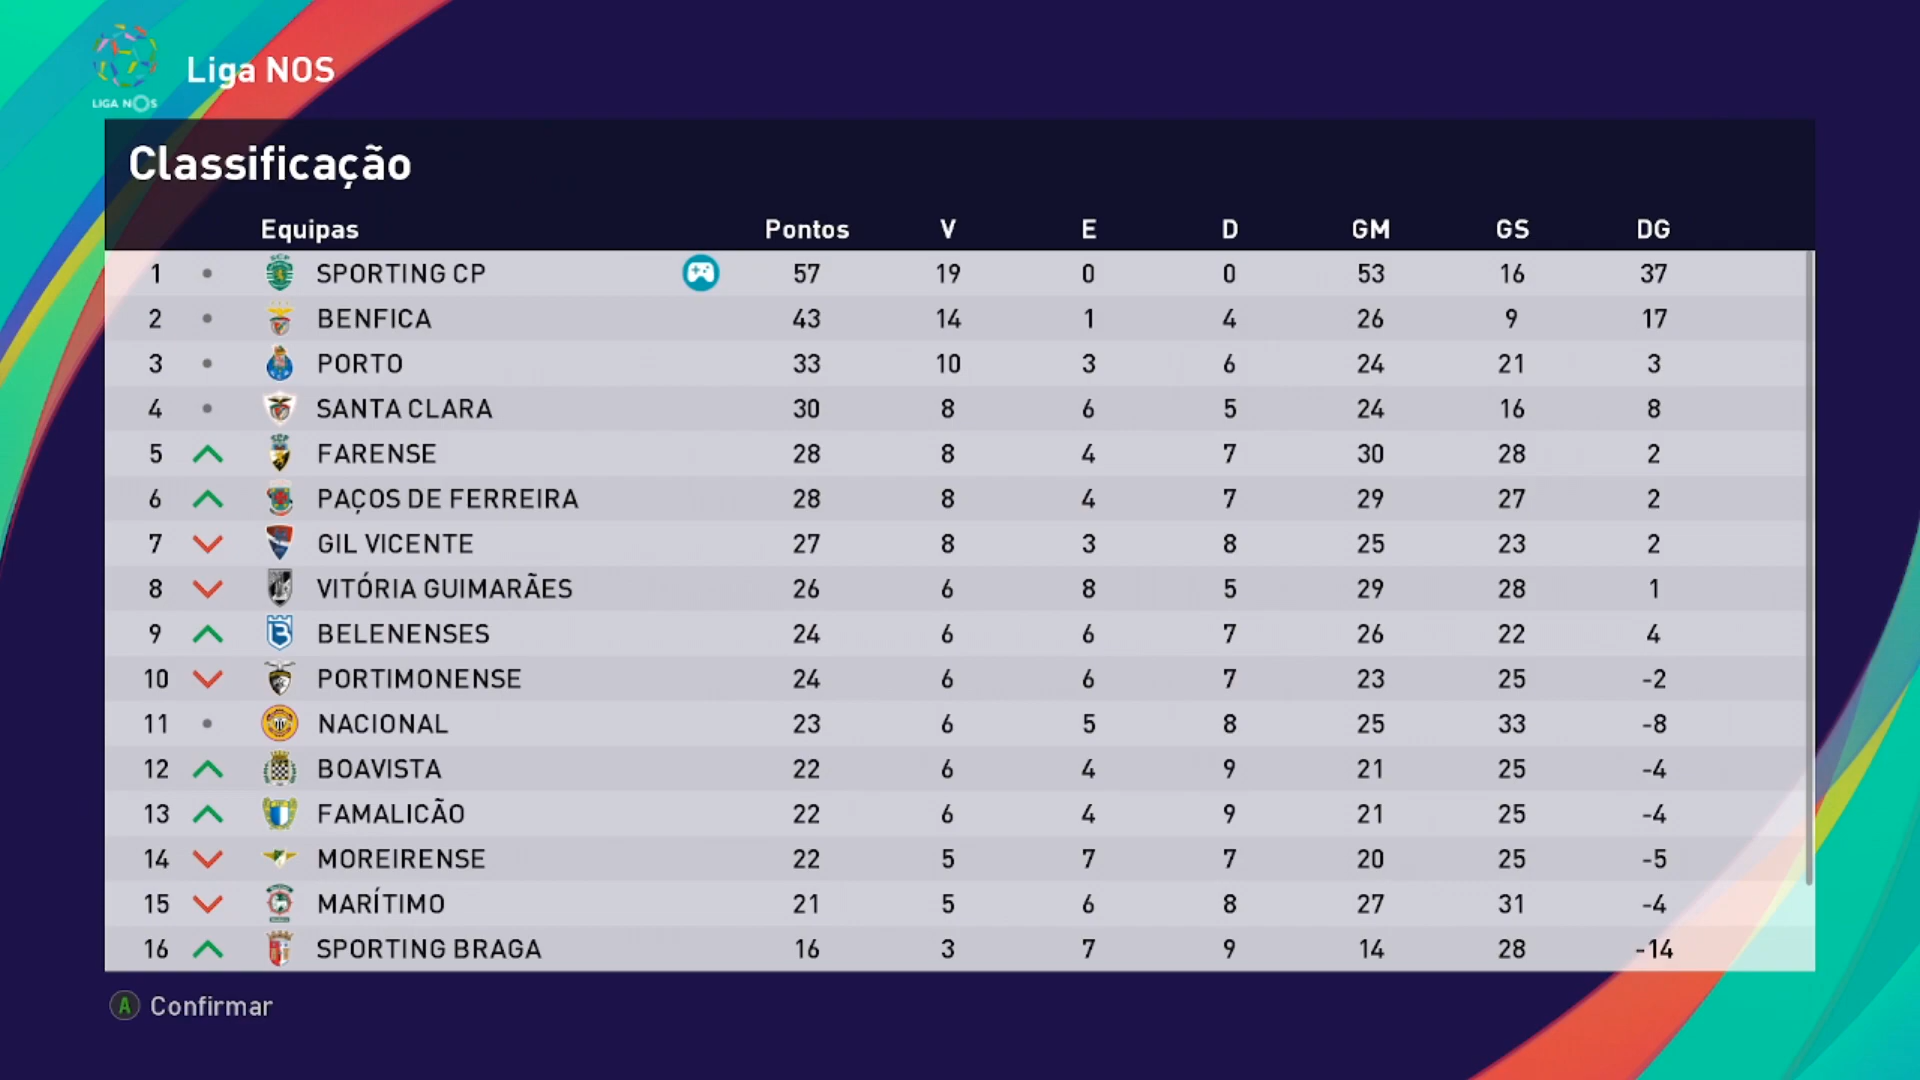 LIGA NOS
Liga NOS
Classificação
Equipas Pontos V E D GM GS DG
1 SPORTING CP 57 19 0 0 53 16 37
2 BENFICA 43 14 1 4 26 9 17
3 PORTO 33 10 3 6 24 21 3
4 SANTA CLARA 30 8 6 5 24 16 8
5 FARENSE 28 8 4 7 30 28 2
6 PAÇOS DE FERREIRA 28 8 4 7 29 27 2
7 GIL VICENTE 27 8 3 8 25 23 2
8 VITÓRIA GUIMARÃES 26 6 8 5 29 28 1
9 BELENENSES 24 6 6 7 26 22 4
10 PORTIMONENSE 24 6 6 7 23 25 -2
11 NACIONAL 23 6 5 8 25 33 -8
12 BOAVISTA 22 6 4 9 21 25 -4
13 FAMALICÃO 22 6 4 9 21 25 -4
14 MOREIRENSE 22 5 7 7 20 25 -5
15 MARÍTIMO 21 5 6 8 27 31 -4
16 SPORTING BRAGA 16 3 7 9 14 28 -14
A Confirmar